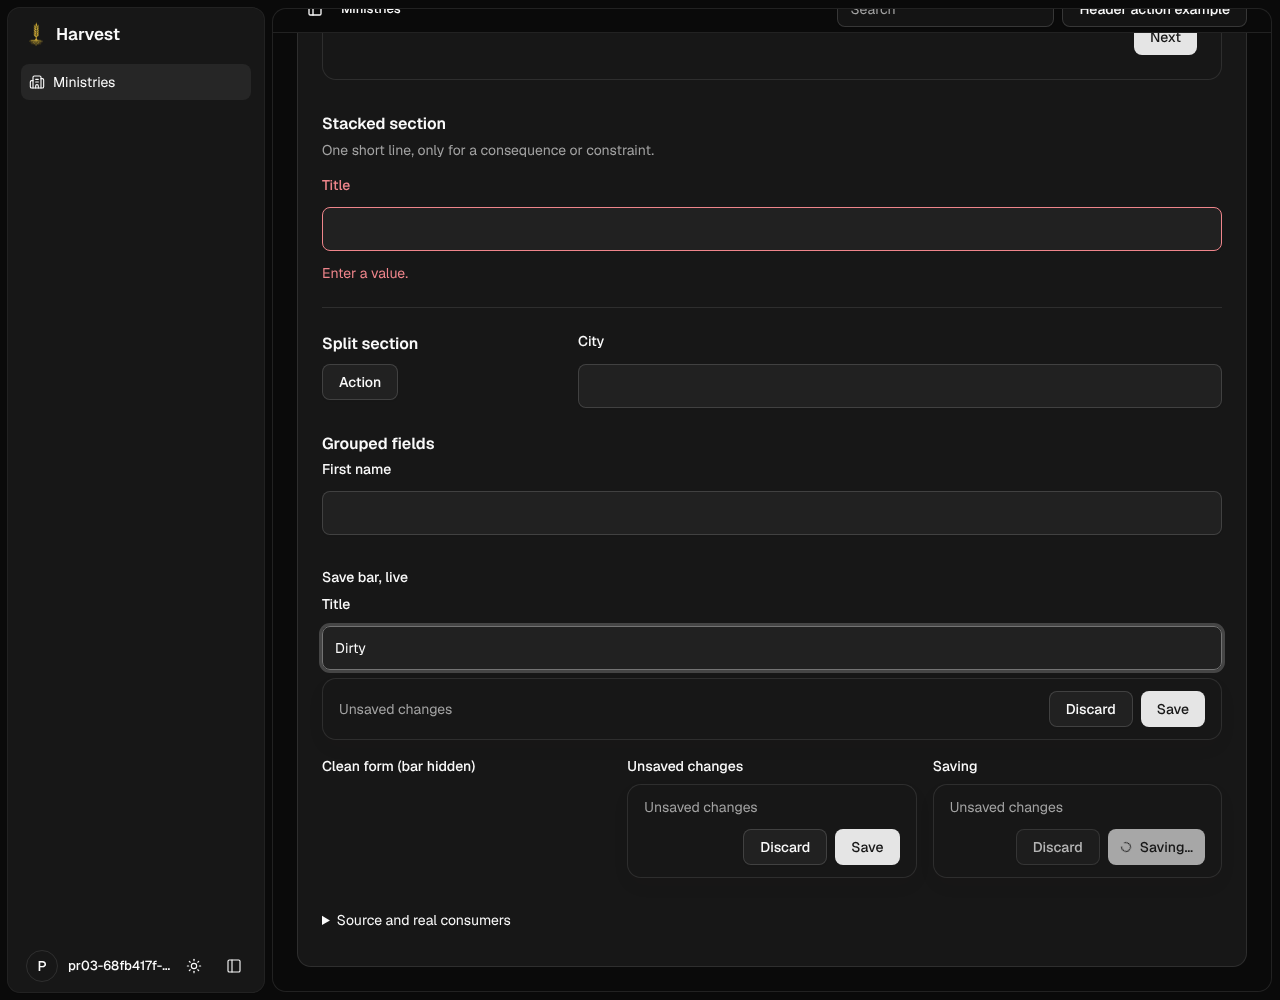 Harvest
Ministries
pr03-68fb417f-...
P
Ministries
Search
Header action example
Next
Stacked section
One short line, only for a consequence or constraint.
Title
Enter a value.
Split section
Action
City
Grouped fields
First name
Save bar, live
Title
Dirty
Unsaved changes
Discard
Save
Clean form (bar hidden)
Unsaved changes
Saving
Unsaved changes
Discard
Save
Unsaved changes
Discard
Saving...
Source and real consumers